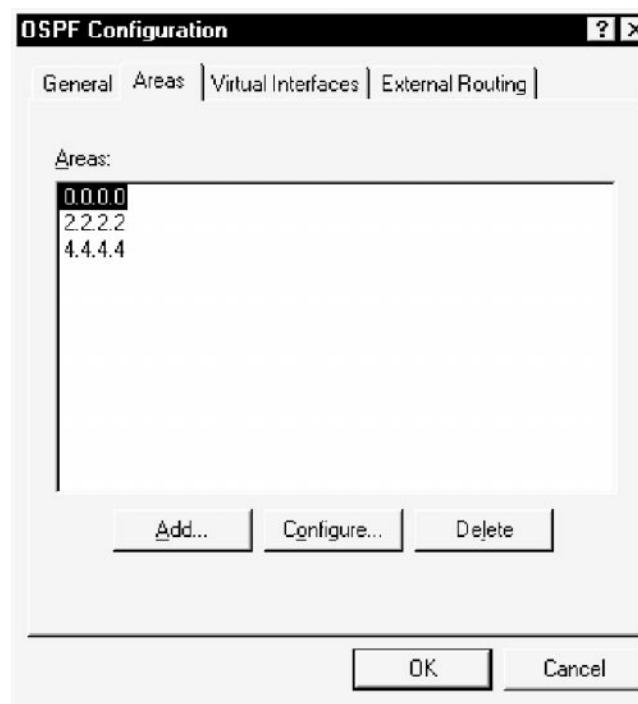 OSPF Configuration ? X
General Areas Virtual Interfaces External Routing
Areas:
0.0.0.0
2.2.2.2
4.4.4.4
Add... Configure... Delete
OK Cancel